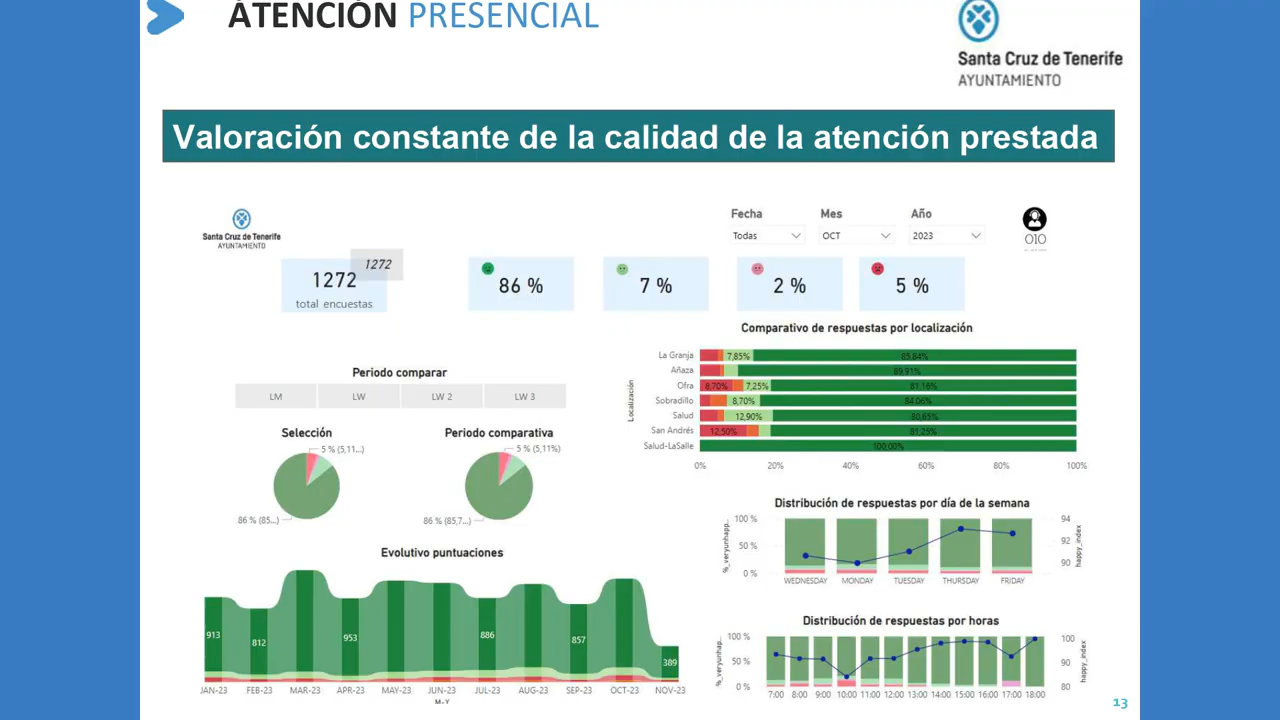 ATENCIÓN PRESENCIAL
Santa Cruz de Tenerife
AYUNTAMIENTO
Valoración constante de la calidad de la atención prestada
Santa Cruz de Tenerife
AYUNTAMIENTO
Fecha Mes Año
Todas OCT 2023
010
1272
1272
total encuestas
86 % 7 % 2 % 5 %
Comparativo de respuestas por localización
Localización
La Granja 7,85% 85,84%
Añaza 89,91%
Ofra 8,70% 7,25% 81,16%
Sobradillo 8,70% 84,06%
Salud 12,90% 80,65%
San Andrés 12,50% 81,25%
Salud-LaSalle 100,00%
0% 20% 40% 60% 80% 100%
Periodo comparar
LM LW LW 2 LW 3
Selección Periodo comparativa
5 % (5,11...) 5 % (5,11%)
86 % (85...) 86 % (85,7...)
Distribución de respuestas por día de la semana
%_veryunhapp..
100 % 50 % 0 %
94 92 90
happy_index
WEDNESDAY MONDAY TUESDAY THURSDAY FRIDAY
Evolutivo puntuaciones
913 812 953 886 857 389
JAN-23 FEB-23 MAR-23 APR-23 MAY-23 JUN-23 JUL-23 AUG-23 SEP-23 OCT-23 NOV-23
M-Y
Distribución de respuestas por horas
%_veryunhap..
100 % 50 % 0 %
100 90 80
happy_index
7:00 8:00 9:00 10:00 11:00 12:00 13:00 14:00 15:00 16:00 17:00 18:00
13